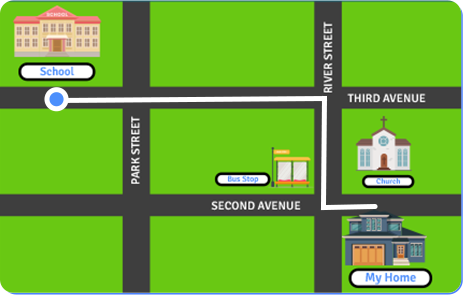 SCHOOL
School
RIVER STREET
THIRD AVENUE
PARK STREET
Bus Stop
Church
SECOND AVENUE
My Home